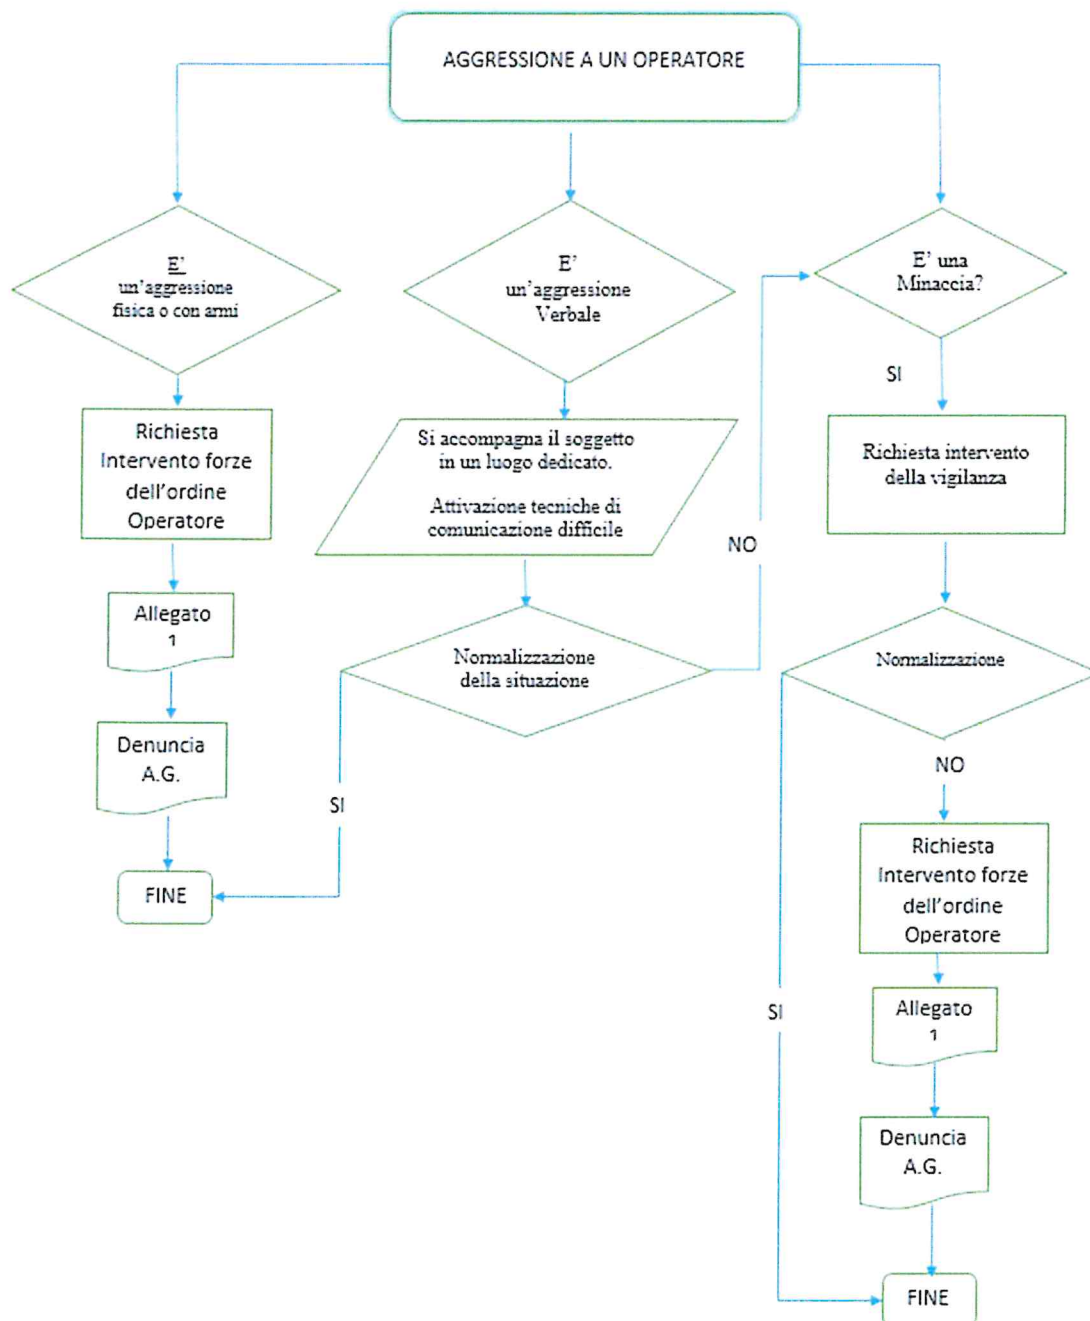 AGGRESSIONE A UN OPERATORE
E'
un'aggressione
fisica o con armi
Richiesta
Intervento forze
dell'ordine
Operatore
Allegato
1
Denuncia
A.G.
FINE
E'
un'aggressione
Verbale
Si accompagna il soggetto
in un luogo dedicato.
Attivazione tecniche di
comunicazione difficile
Normalizzazione
della situazione
SI
NO
E' una
Minaccia?
SI
Richiesta intervento
della vigilanza
Normalizzazione
NO
SI
Richiesta
Intervento forze
dell'ordine
Operatore
Allegato
1
Denuncia
A.G.
FINE